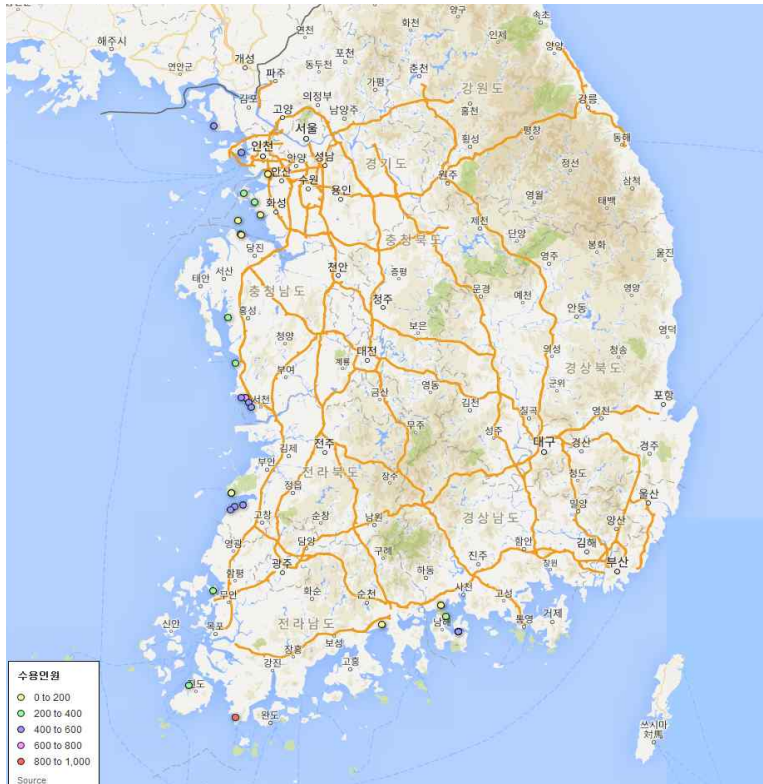 양구
속초
연천
화천
인제
양양
해주시
연안군
개성
파주
동두천
포천
춘천
가평
강원도
김포
고양
의정부
남양주
홍천
강릉
서울
횡성
평창
동해
인천
안양
성남
경기도
정선
안산
수원
용인
원주
삼척
화성
영월
태백
제천
단양
충청북도
봉화
울진
당진
영주
태안
서산
천안
증평
충청남도
청주
문경
예천
영양
홍성
안동
청양
보은
영덕
대전
의성
청송
계룡
부여
경상북도
영동
군위
금산
서천
김천
칠곡
영천
포항
무주
성주
전주
대구
경산
경주
김제
부안
전라북도
장수
청도
정읍
울산
밀양
고창
순창
남원
경상남도
양산
영광
담양
구례
진주
함안
김해
광주
하동
창원
부산
함평
화순
순천
사천
고성
무안
통영
거제
신안
목포
전라남도
보성
남해
장흥
강진
고흥
진도
완도
쓰시마
対馬
수용인원
0 to 200
200 to 400
400 to 600
600 to 800
800 to 1,000
Source